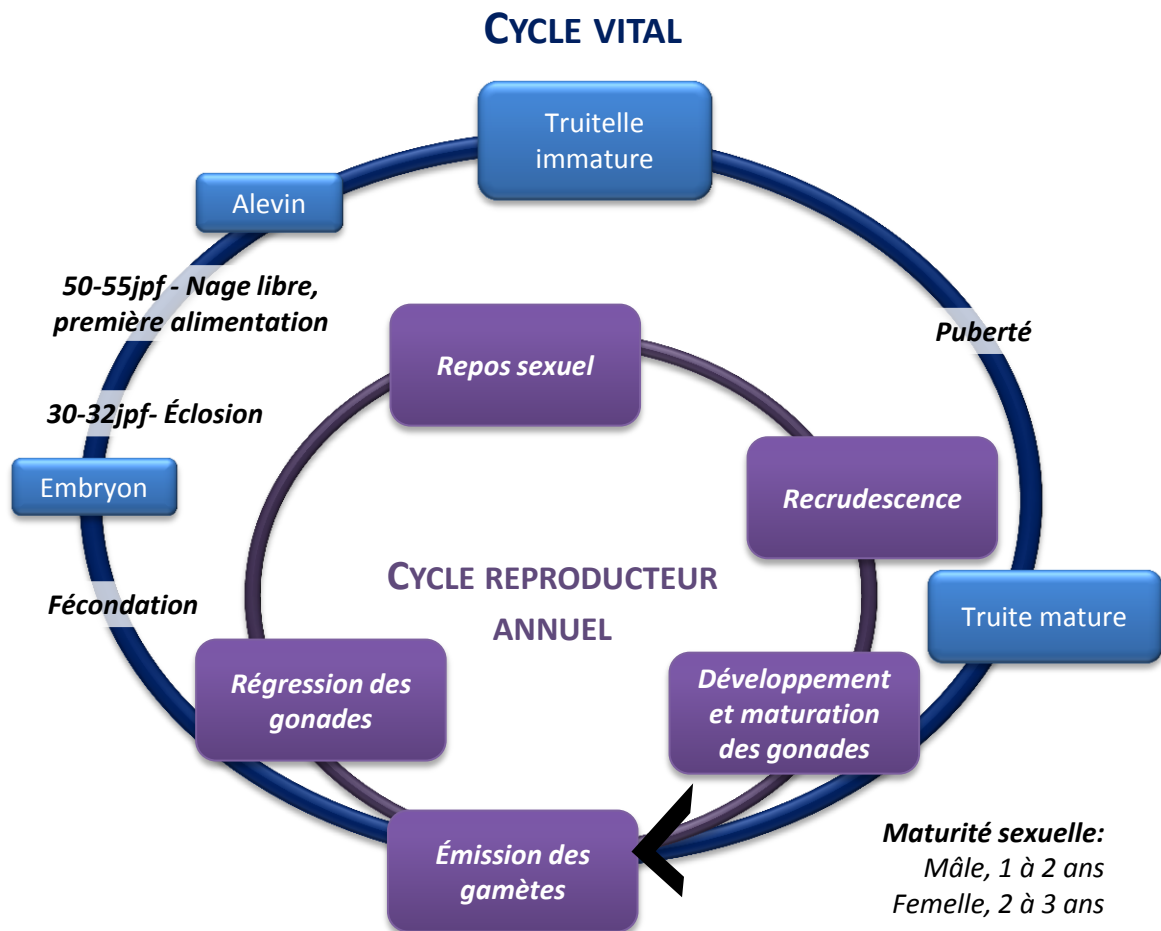 CYCLE VITAL
Truitelle
immature
Alevin
50-55jpf - Nage libre,
première alimentation
Puberté
Repos sexuel
30-32jpf- Éclosion
Embryon
Recrudescence
CYCLE REPRODUCTEUR
ANNUEL
Fécondation
Truite mature
Régression des
gonades
Développement
et maturation
des gonades
Émission des
gamètes
Maturité sexuelle:
Mâle, 1 à 2 ans
Femelle, 2 à 3 ans